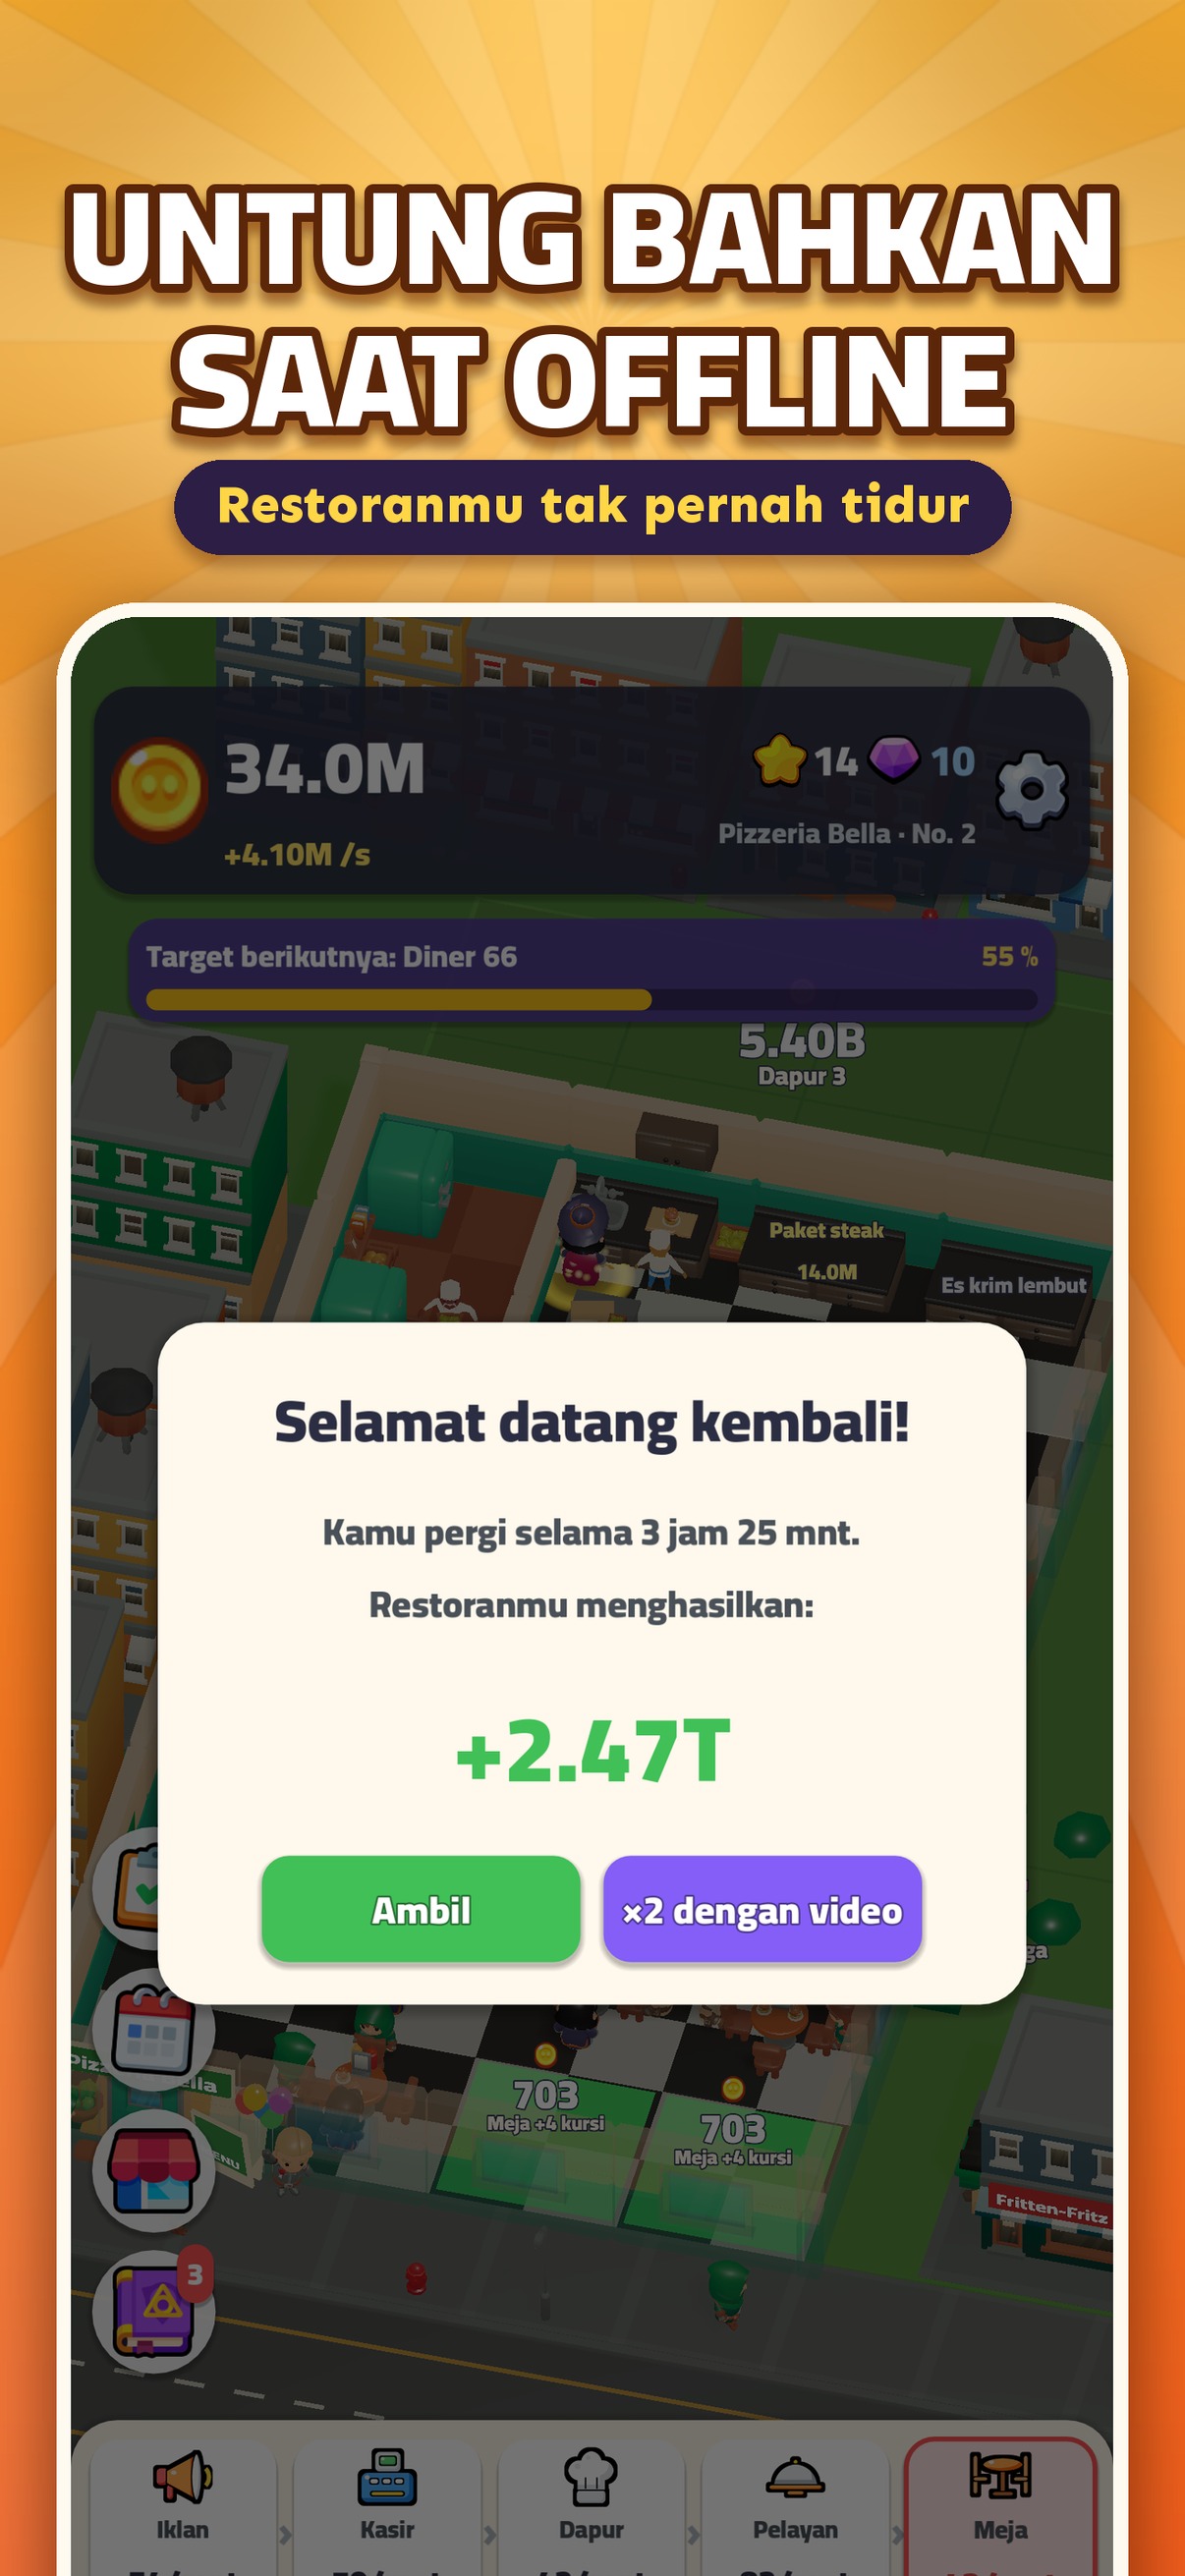 UNTUNG BAHKAN
SAAT OFFLINE
Restoranmu tak pernah tidur
34.0M
14
10
+4.10M /s
Pizzeria Bella · No. 2
Target berikutnya: Diner 66
55 %
5.40B
Dapur 3
Paket steak
14.0M
Es krim lembut
Selamat datang kembali!
Kamu pergi selama 3 jam 25 mnt.
Restoranmu menghasilkan:
+2.47T
Ambil
×2 dengan video
703
Meja +4 kursi
703
Meja +4 kursi
Fritten-Fritz
3
Iklan
Kasir
Dapur
Pelayan
Meja